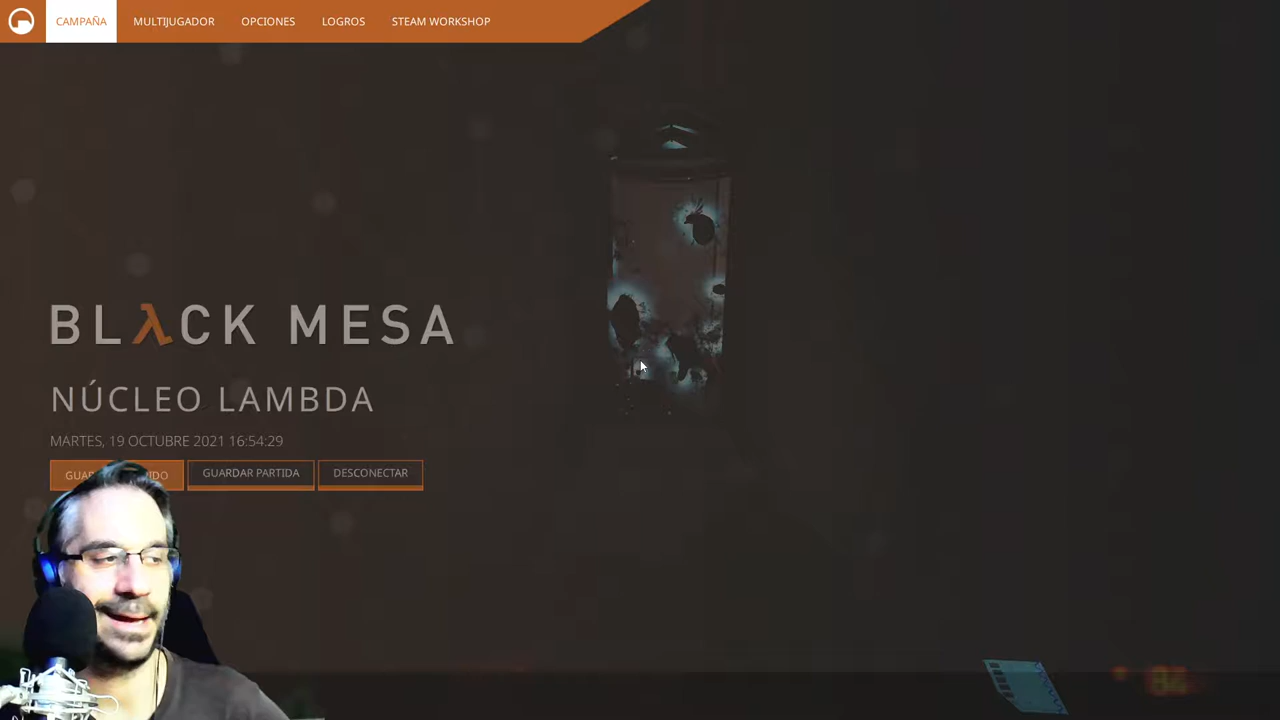 CAMPAÑA MULTIJUGADOR OPCIONES LOGROS STEAM WORKSHOP
BLλCK MESA
NÚCLEO LAMBDA
MARTES, 19 OCTUBRE 2021 16:54:29
GUARDAR PARTIDA DESCONECTAR